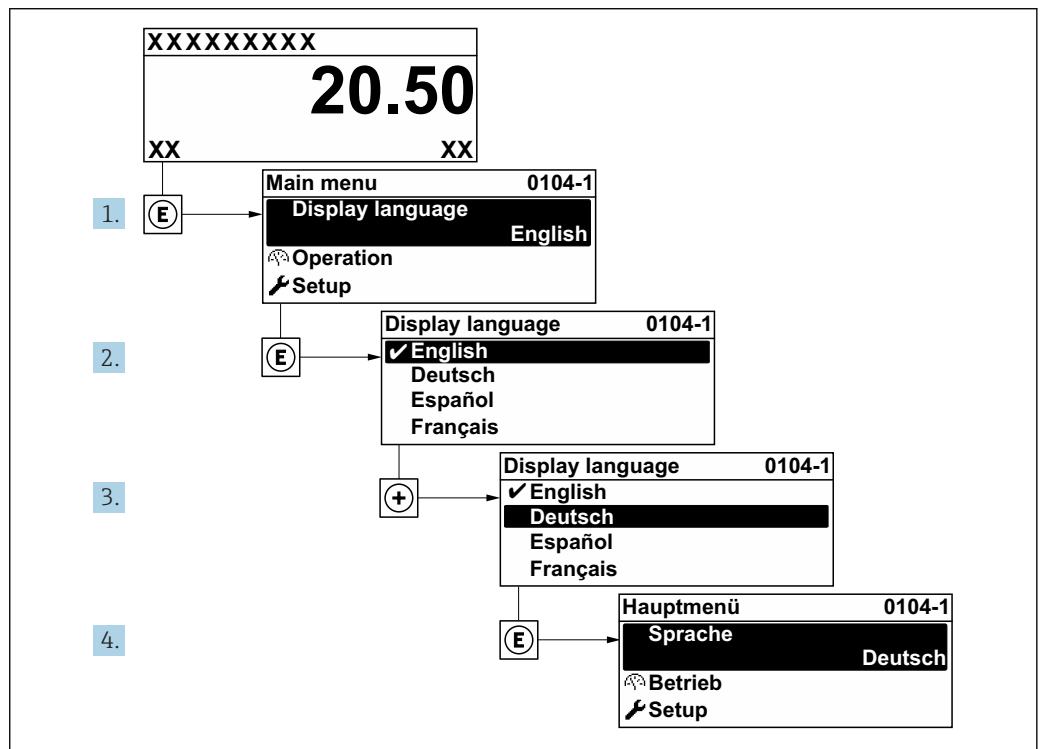 XXXXXXXXX
20.50
XX XX
1. E
Main menu 0104-1
Display language
English
Operation
Setup
2. E
Display language 0104-1
✔ English
Deutsch
Español
Français
3. +
Display language 0104-1
✔ English
Deutsch
Español
Français
4. E
Hauptmenü 0104-1
Sprache
Deutsch
Betrieb
Setup